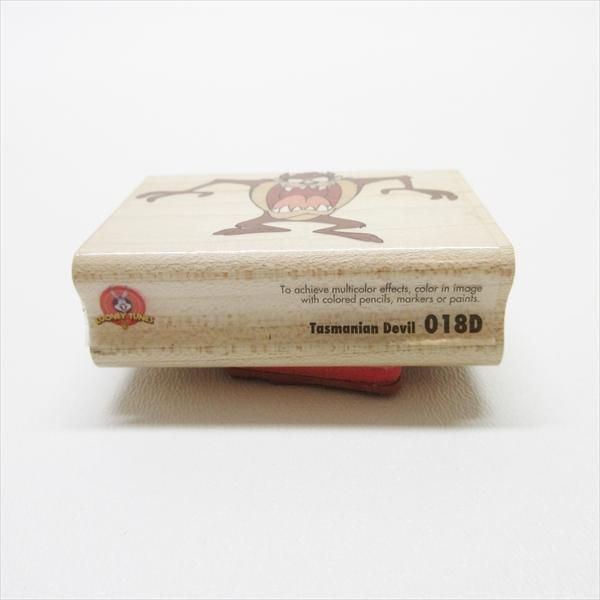 To achieve multicolor effects, color in image
with colored pencils, markers or paints.
LOONEY TUNES
Tasmanian Devil 018D